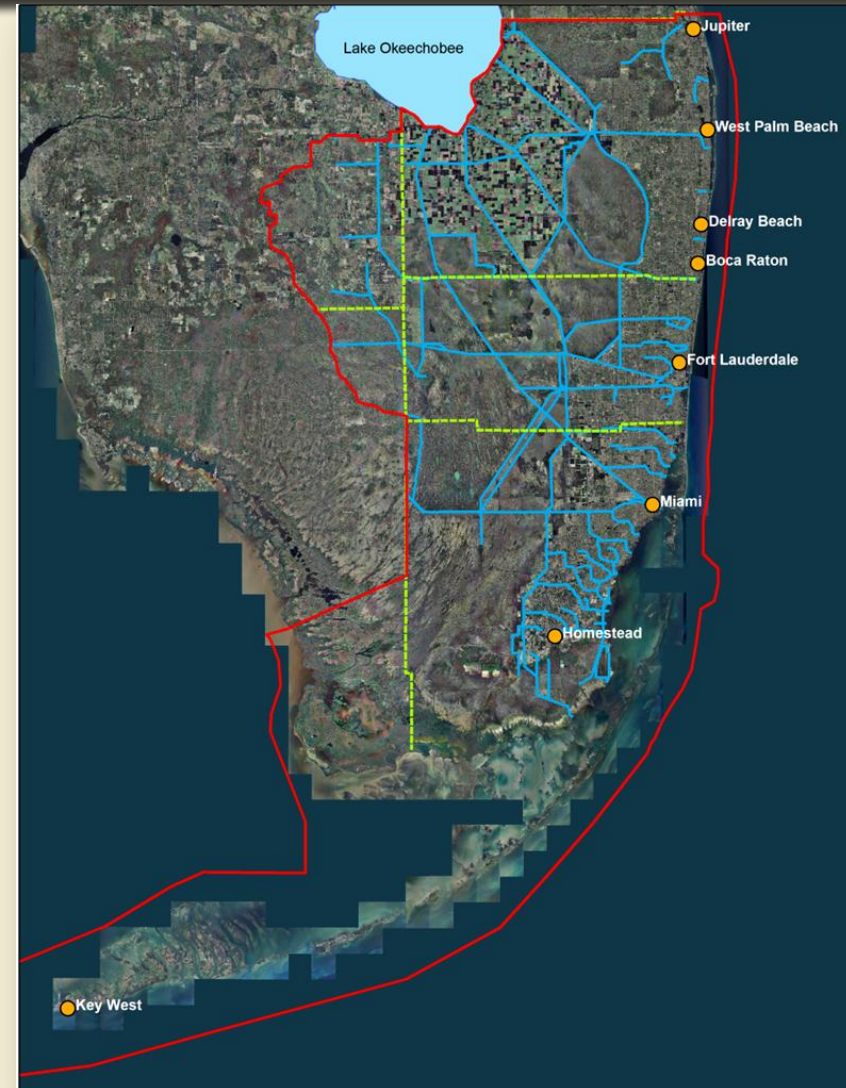 Jupiter
Lake Okeechobee
West Palm Beach
Delray Beach
Boca Raton
Fort Lauderdale
Miami
Homestead
Key West